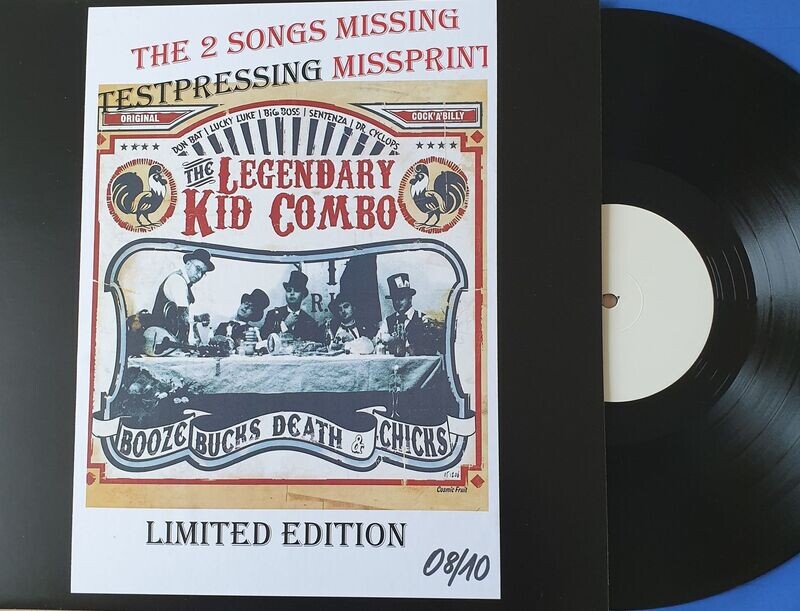 THE 2 SONGS MISSING
TESTPRESSING MISSPRINT
ORIGINAL
COCK'A'BILLY
DON BAT | LUCKY LUKE | BIG BOSS | SENTENZA | DR. CYCLOPS
THE LEGENDARY
KID COMBO
BOOZE BUCKS DEATH & CHICKS
Cosmic Fruit
LIMITED EDITION
08/10